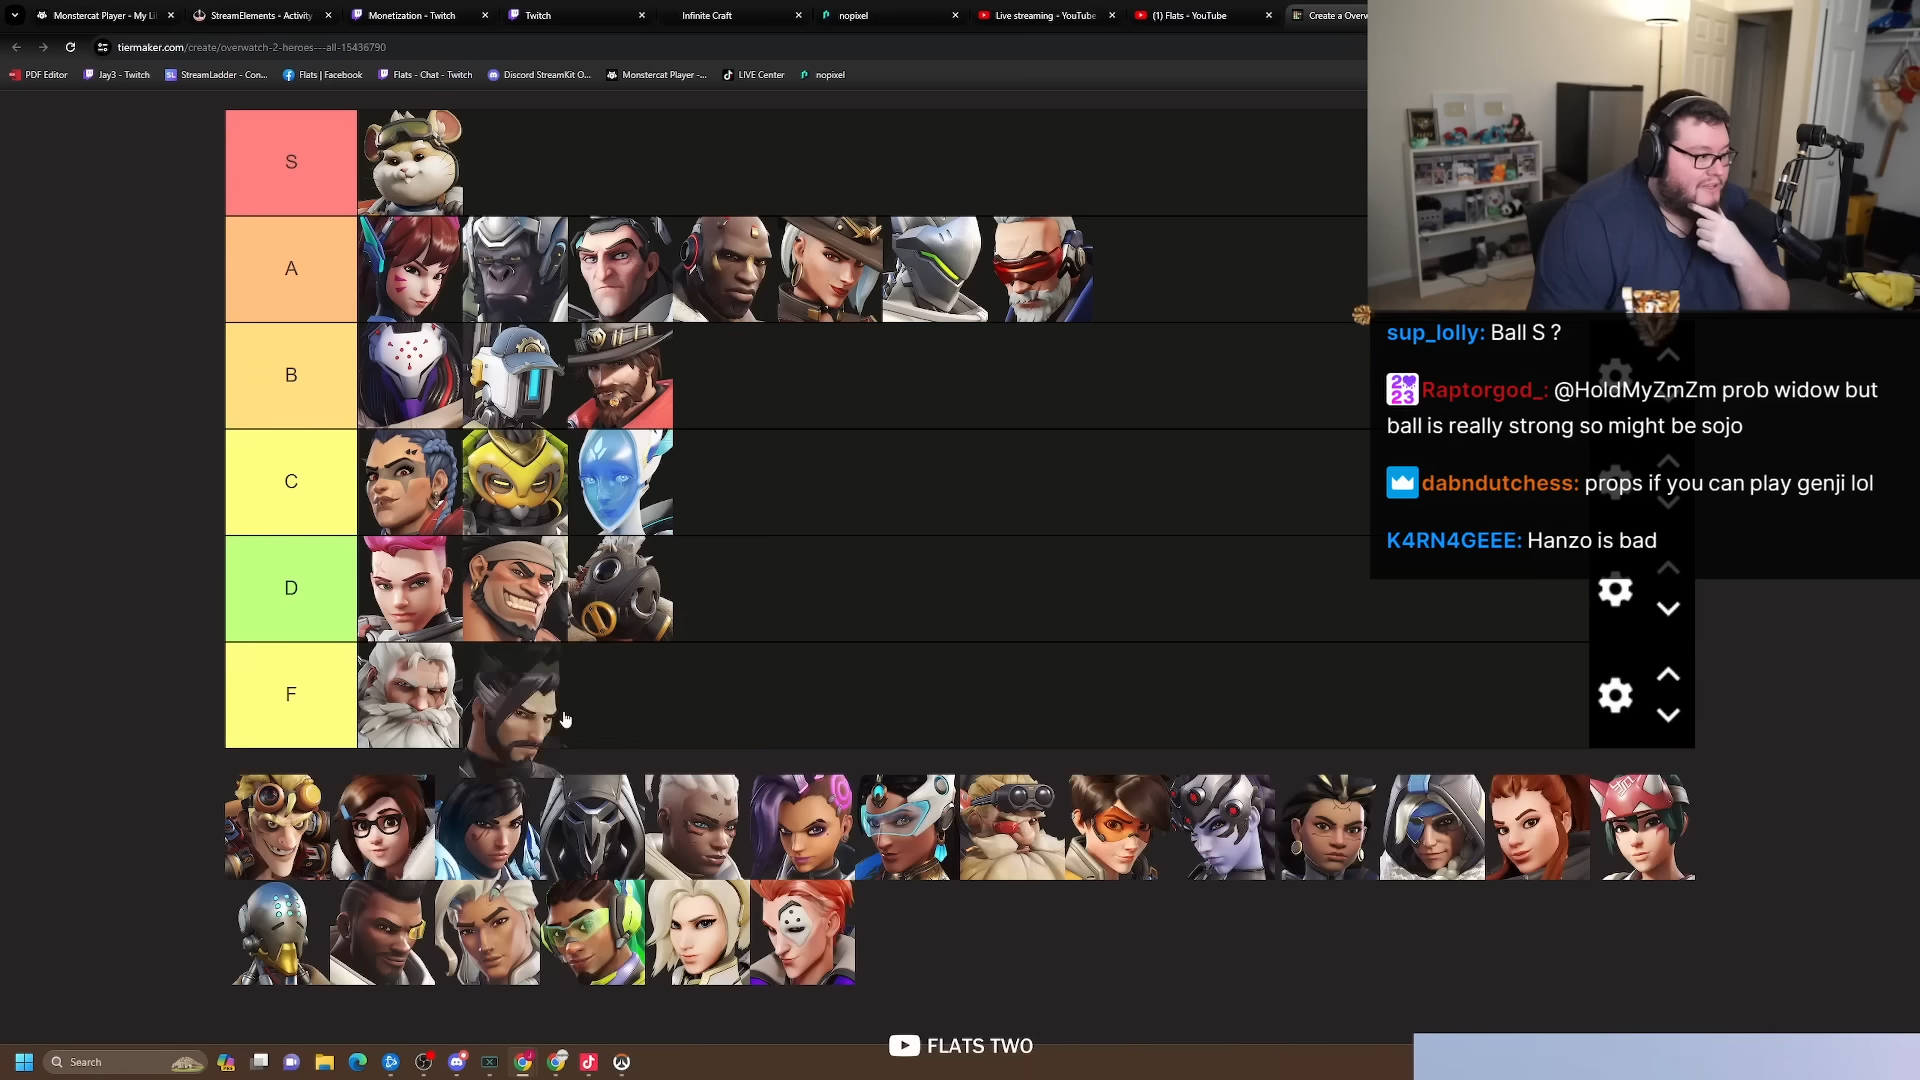 Monstercat Player - My Li
StreamElements - Activity
Monetization - Twitch
Twitch
Infinite Craft
nopixel
Live streaming - YouTube
(1) Flats - YouTube
Create a Overw
tiermaker.com/create/overwatch-2-heroes---all-15436790
PDF Editor
Jay3 - Twitch
StreamLadder - Con...
Flats | Facebook
Flats - Chat - Twitch
Discord StreamKit O...
Monstercat Player -...
LIVE Center
nopixel
S
A
B
C
D
F
sup_lolly: Ball S ?
Raptorgod_: @HoldMyZmZm prob widow but
ball is really strong so might be sojo
dabndutchess: props if you can play genji lol
K4RN4GEEE: Hanzo is bad
FLATS TWO
Search